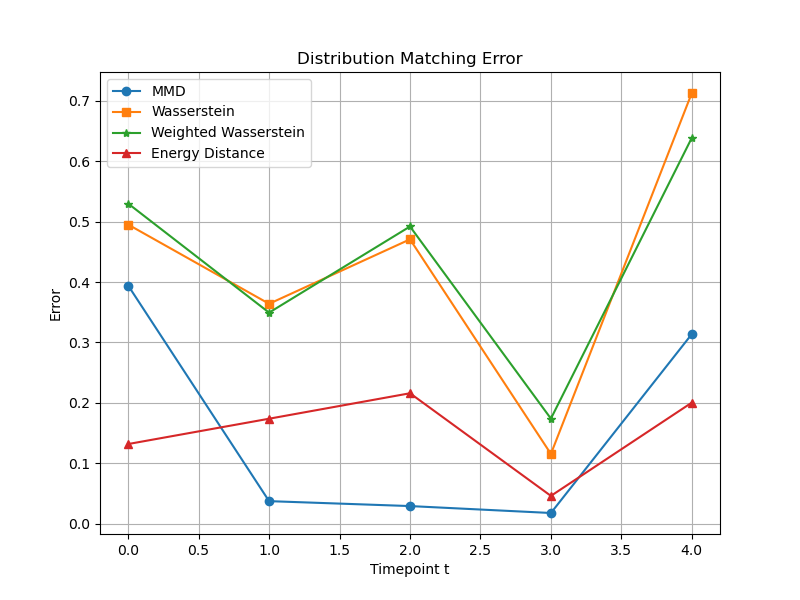 Distribution Matching Error
MMD
Wasserstein
Weighted Wasserstein
Energy Distance
Error
0.7
0.6
0.5
0.4
0.3
0.2
0.1
0.0
0.0 0.5 1.0 1.5 2.0 2.5 3.0 3.5 4.0
Timepoint t